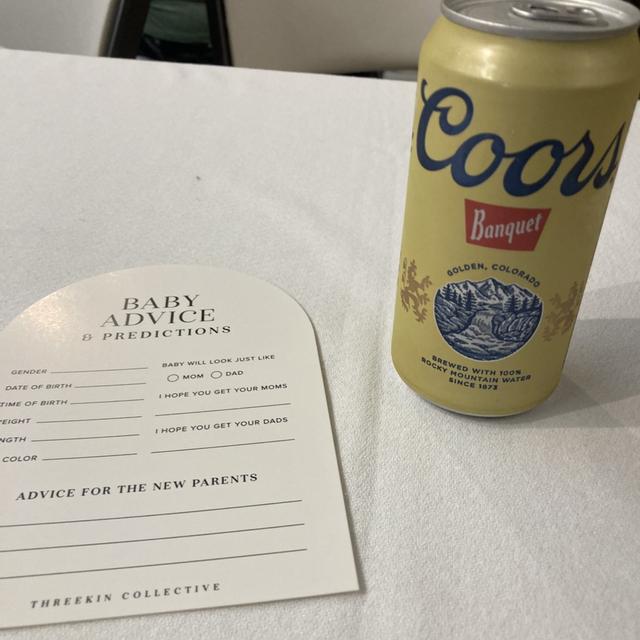 Coors
Banquet
GOLDEN, COLORADO
BREWED WITH 100%
ROCKY MOUNTAIN WATER
SINCE 1873
BABY
ADVICE
& PREDICTIONS
GENDER
DATE OF BIRTH
TIME OF BIRTH
EIGHT
NGTH
COLOR
BABY WILL LOOK JUST LIKE
MOM DAD
I HOPE YOU GET YOUR MOMS
I HOPE YOU GET YOUR DADS
ADVICE FOR THE NEW PARENTS
THREEKIN COLLECTIVE